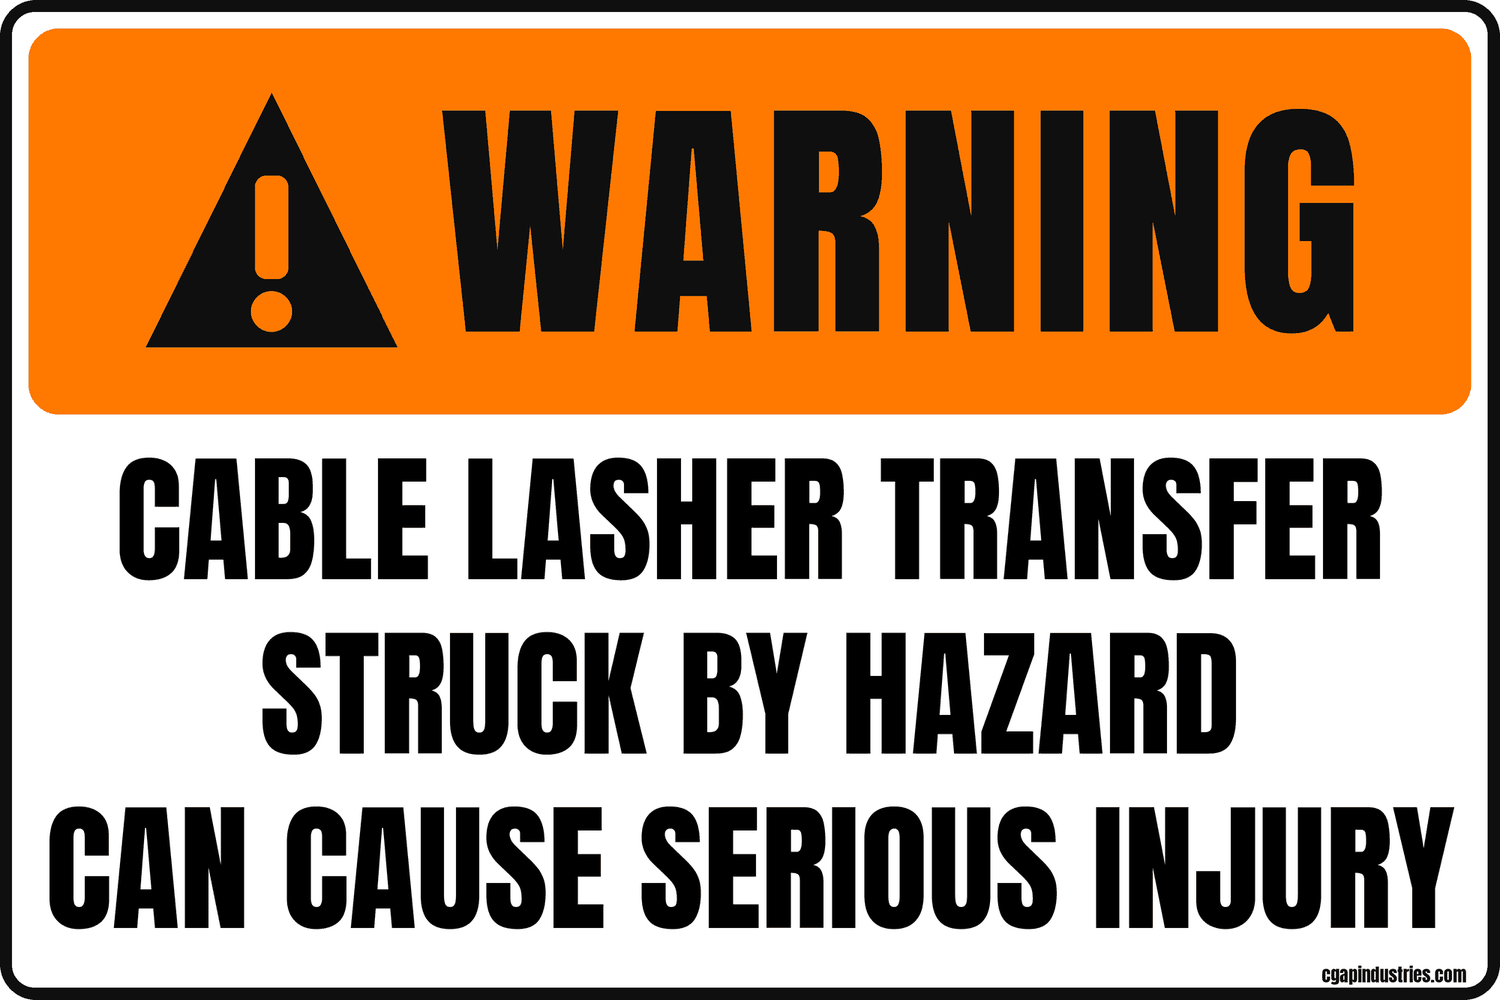 WARNING
CABLE LASHER TRANSFER
STRUCK BY HAZARD
CAN CAUSE SERIOUS INJURY
cgapindustries.com